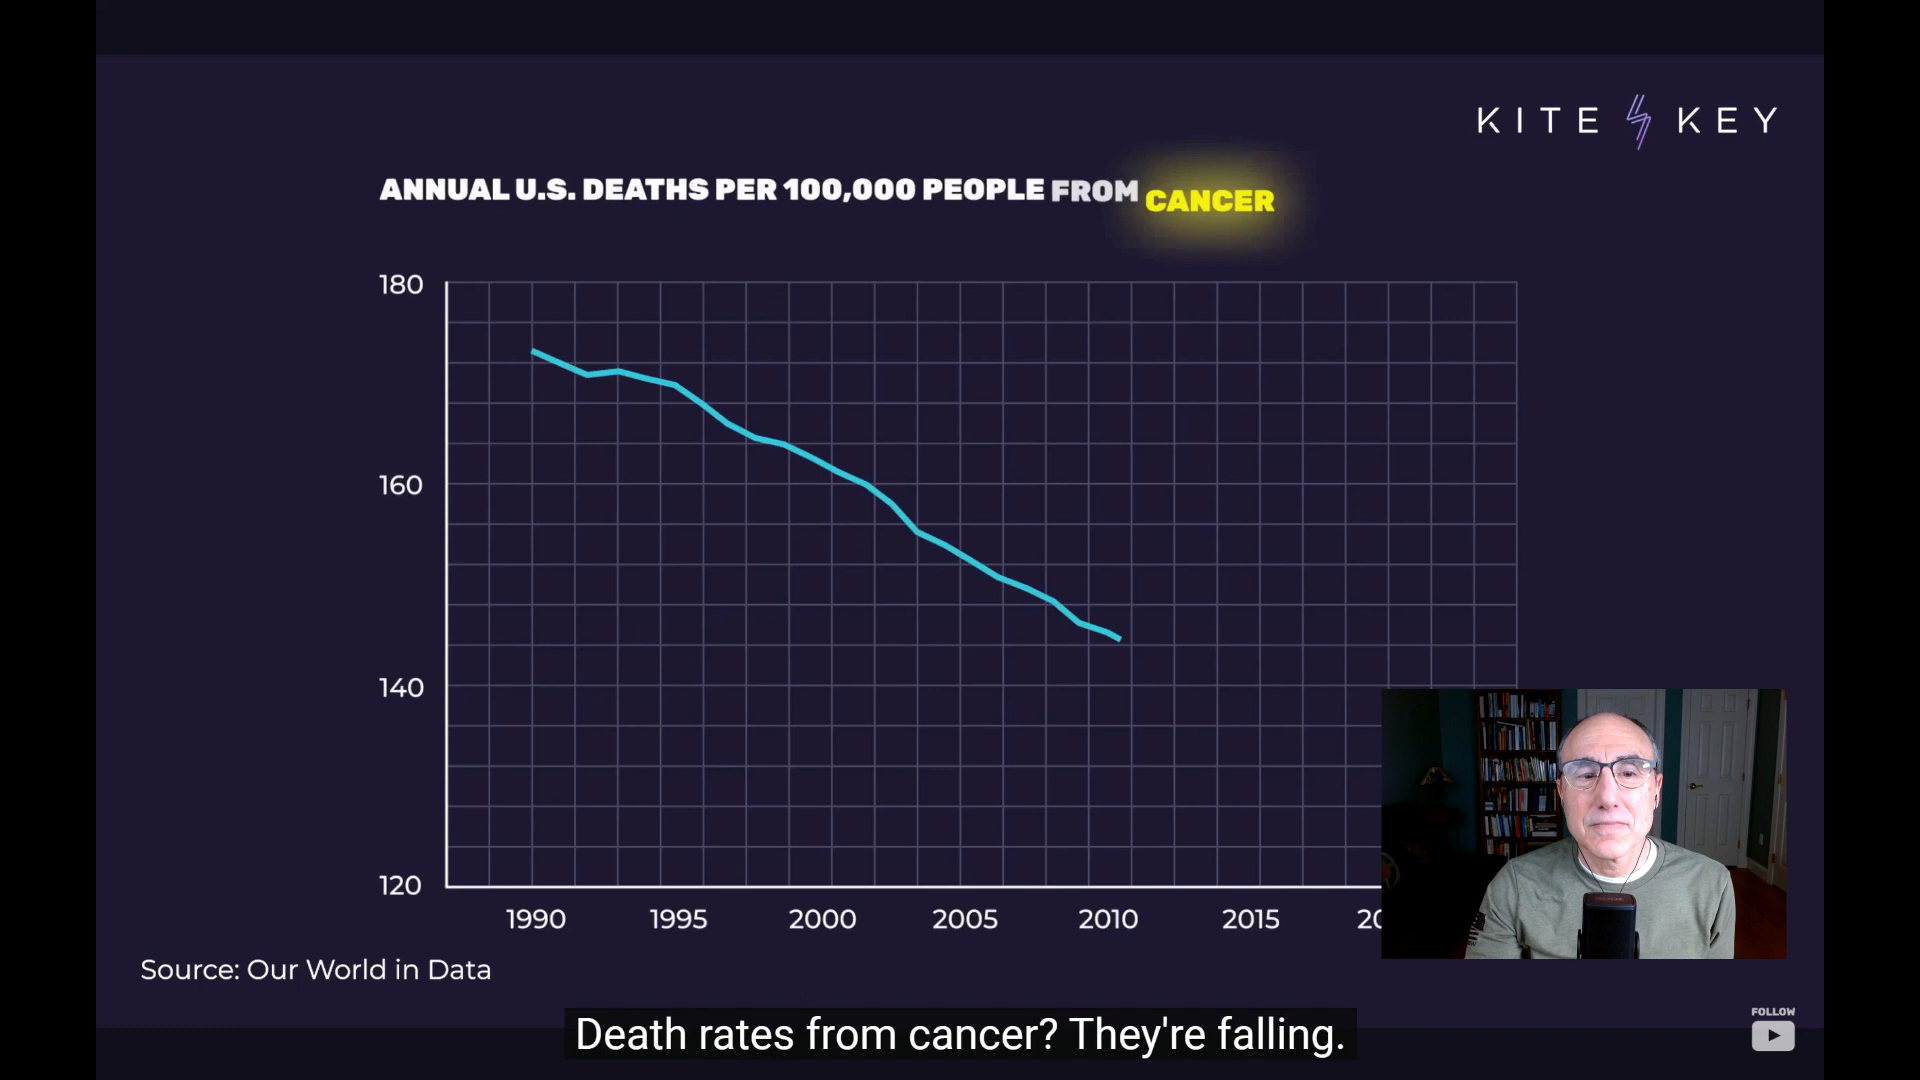 KITE KEY
ANNUAL U.S. DEATHS PER 100,000 PEOPLE FROM CANCER
180
160
140
120
1990 1995 2000 2005 2010 2015
Source: Our World in Data
Death rates from cancer? They're falling.
FOLLOW